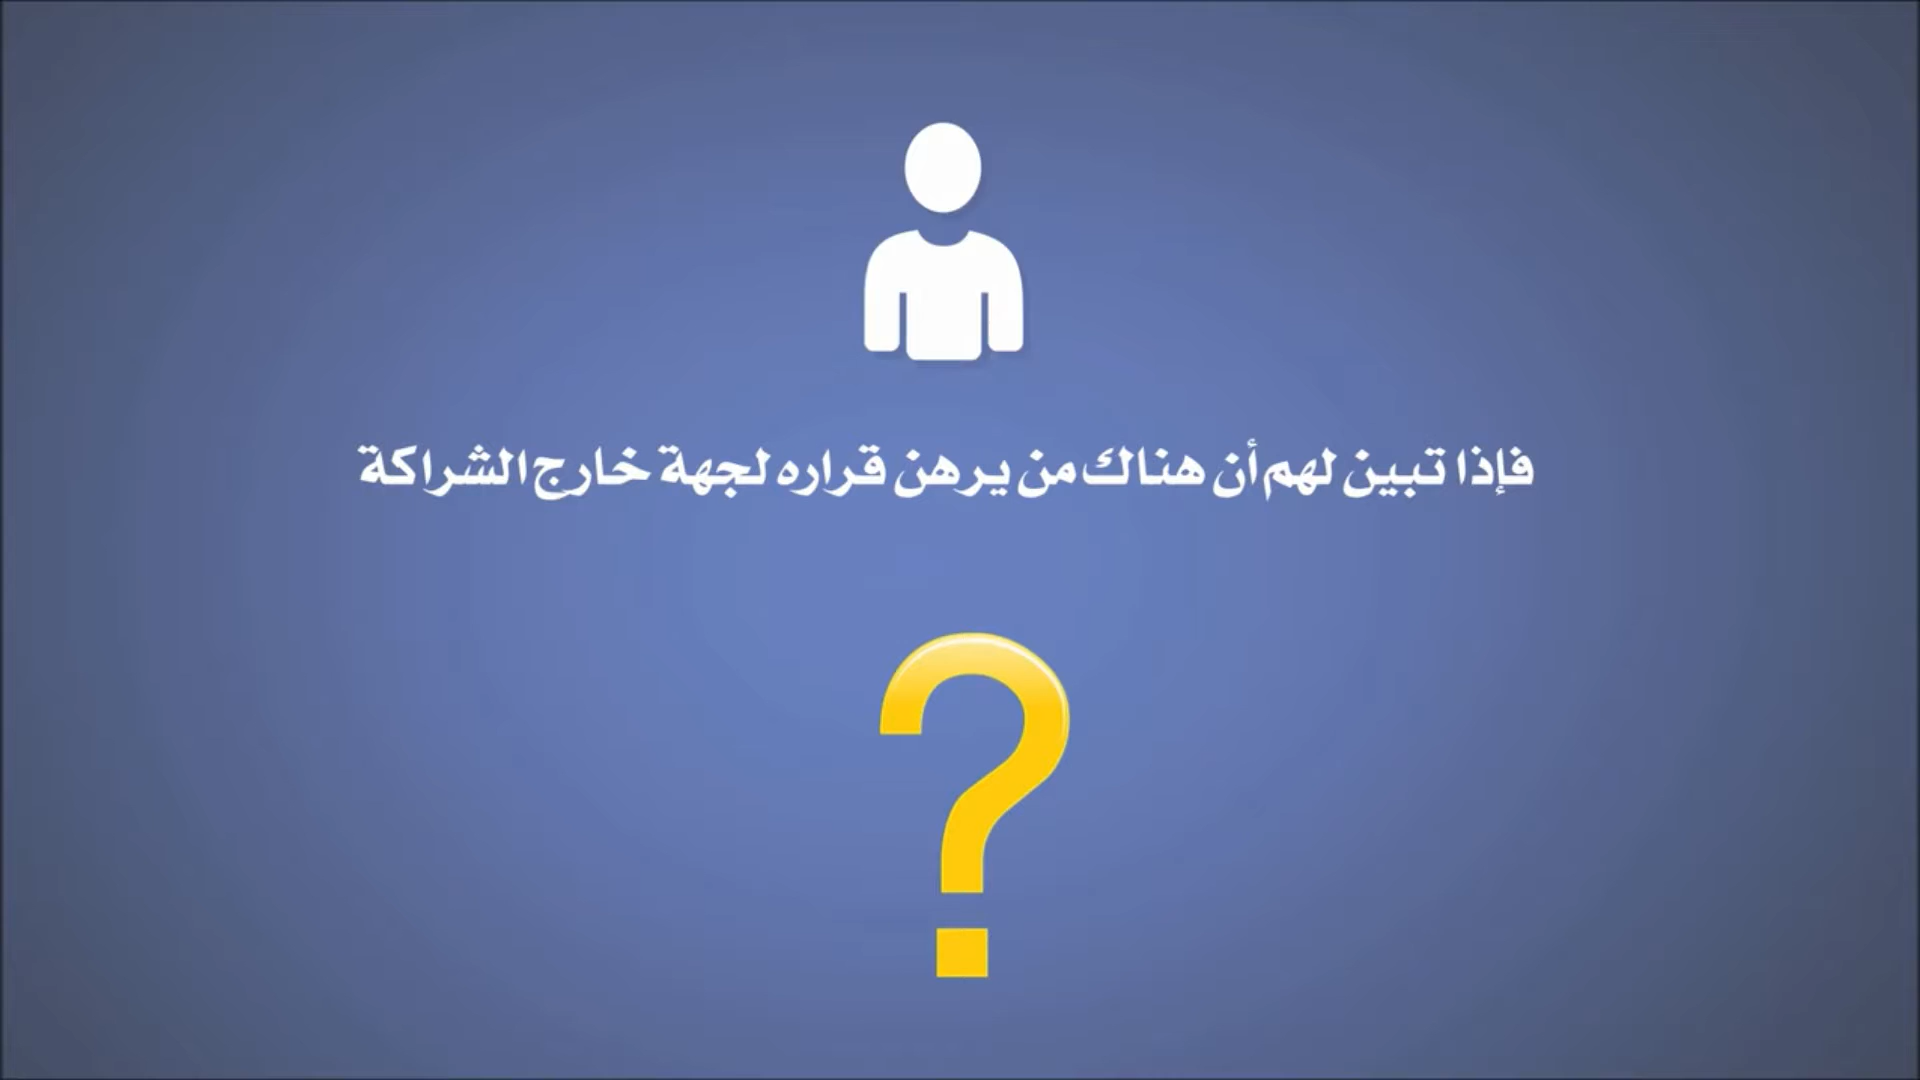 فإذا تبين لهم أن هناك من يرهن قراره لجهة خارج الشراكة
?